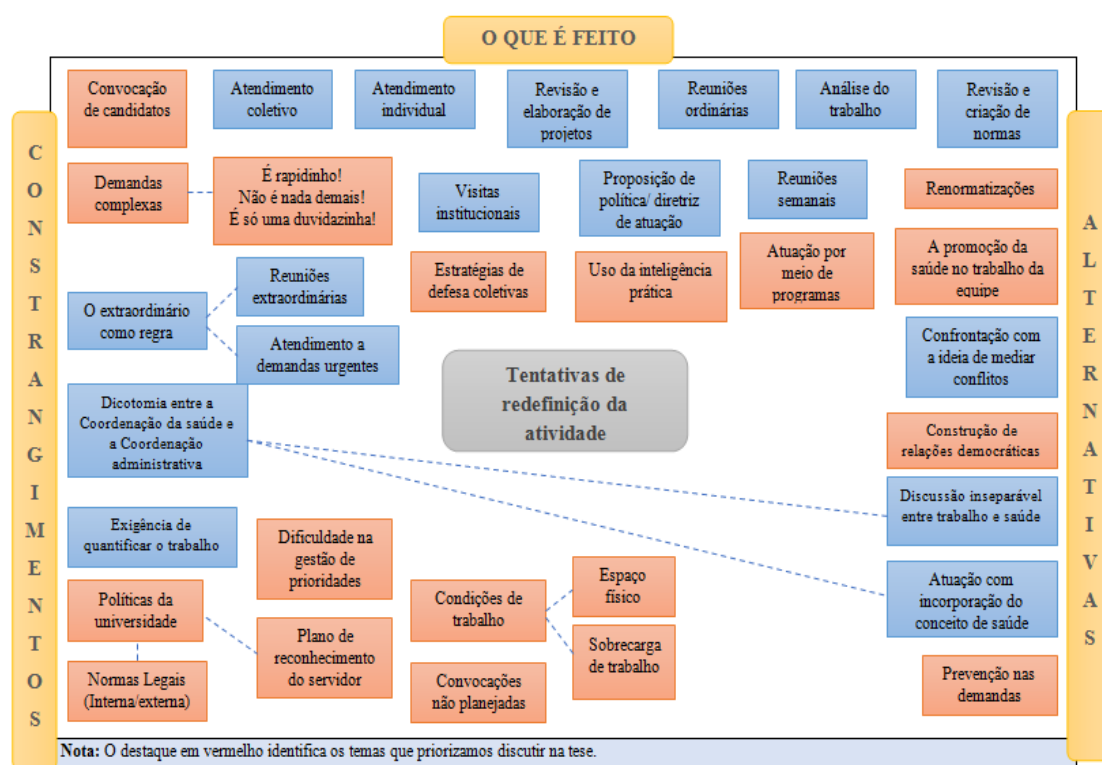 O QUE É FEITO
CONSTRANGIMENTOS
ALTERNATIVAS
Convocação
de candidatos
Atendimento
coletivo
Atendimento
individual
Revisão e
elaboração de
projetos
Reuniões
ordinárias
Análise do
trabalho
Revisão e
criação de
normas
Demandas
complexas
É rapidinho!
Não é nada demais!
É só uma duvidazinha!
Visitas
institucionais
Proposição de
política/ diretriz
de atuação
Reuniões
semanais
Renormatizações
O extraordinário
como regra
Reuniões
extraordinárias
Atendimento a
demandas urgentes
Estratégias de
defesa coletivas
Uso da inteligência
prática
Atuação por
meio de
programas
A promoção da
saúde no trabalho da
equipe
Confrontação com
a ideia de mediar
conflitos
Tentativas de
redefinição da
atividade
Dicotomia entre a
Coordenação da saúde e
a Coordenação
administrativa
Construção de
relações democráticas
Discussão inseparável
entre trabalho e saúde
Exigência de
quantificar o trabalho
Dificuldade na
gestão de
prioridades
Políticas da
universidade
Plano de
reconhecimento
do servidor
Normas Legais
(Interna/externa)
Condições de
trabalho
Espaço
físico
Sobrecarga
de trabalho
Convocações
não planejadas
Atuação com
incorporação do
conceito de saúde
Prevenção nas
demandas
Nota: O destaque em vermelho identifica os temas que priorizamos discutir na tese.